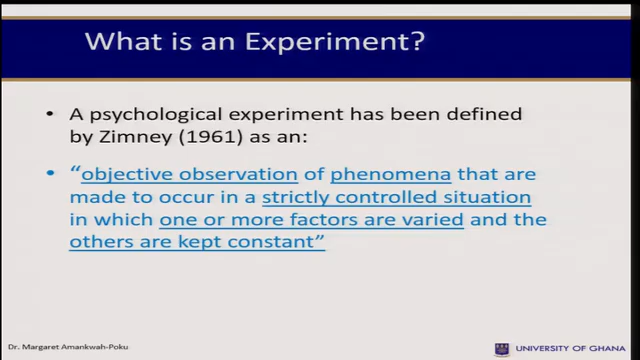 What is an Experiment?
• A psychological experiment has been defined
by Zimney (1961) as an:
• “objective observation of phenomena that are
made to occur in a strictly controlled situation
in which one or more factors are varied and the
others are kept constant”
Dr. Margaret Amankwah-Poku
UNIVERSITY OF GHANA